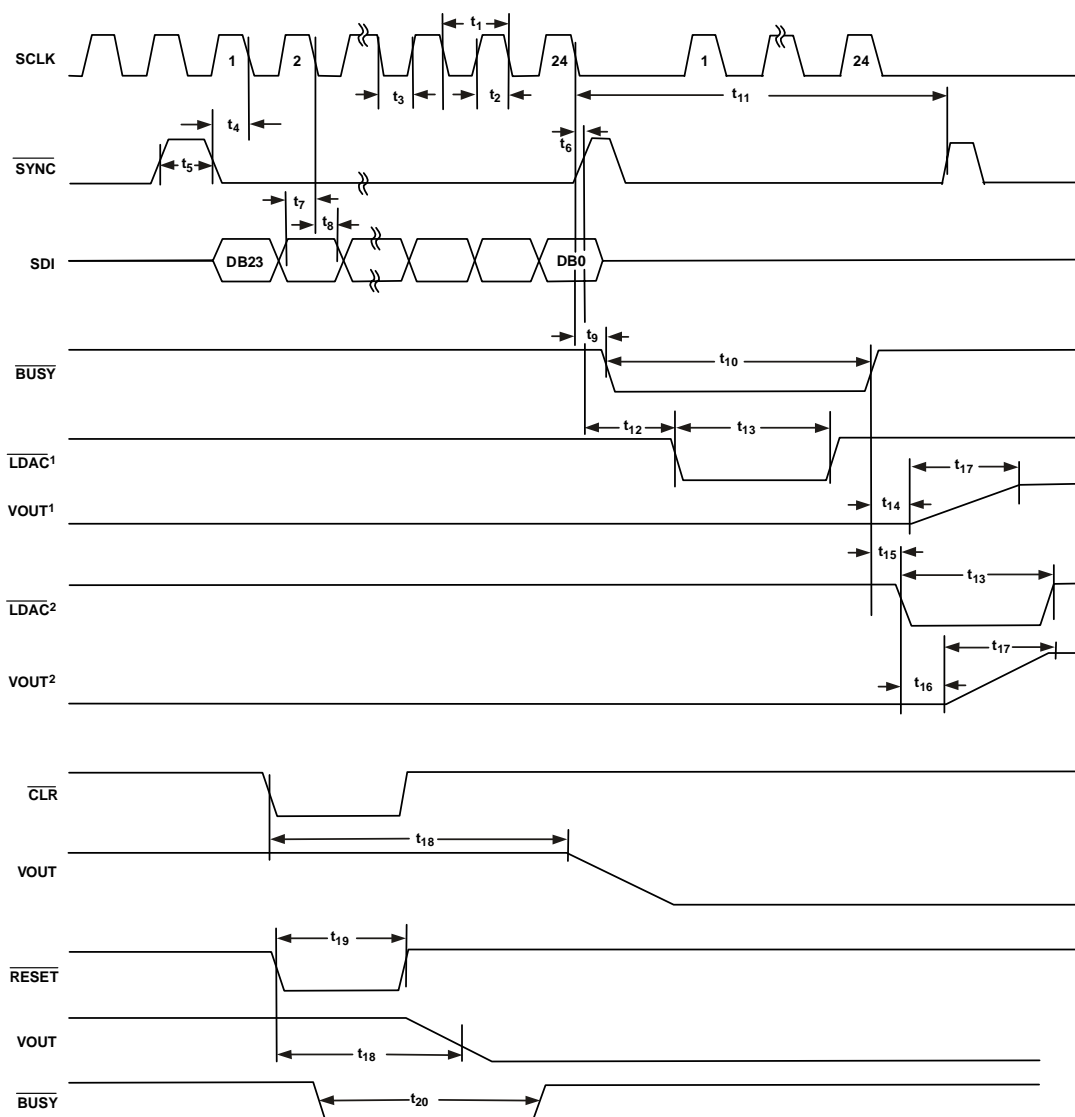 t1
SCLK 1 2 24 1 24
t3 t2
t11
t4
t6
SYNC t5
t7
t8
SDI DB23 DB0
t9
t10
BUSY
t12 t13
LDAC1
t17
VOUT1
t14
t15
t13
LDAC2
t17
VOUT2
t16
CLR
t18
VOUT
t19
RESET
VOUT
t18
BUSY
t20